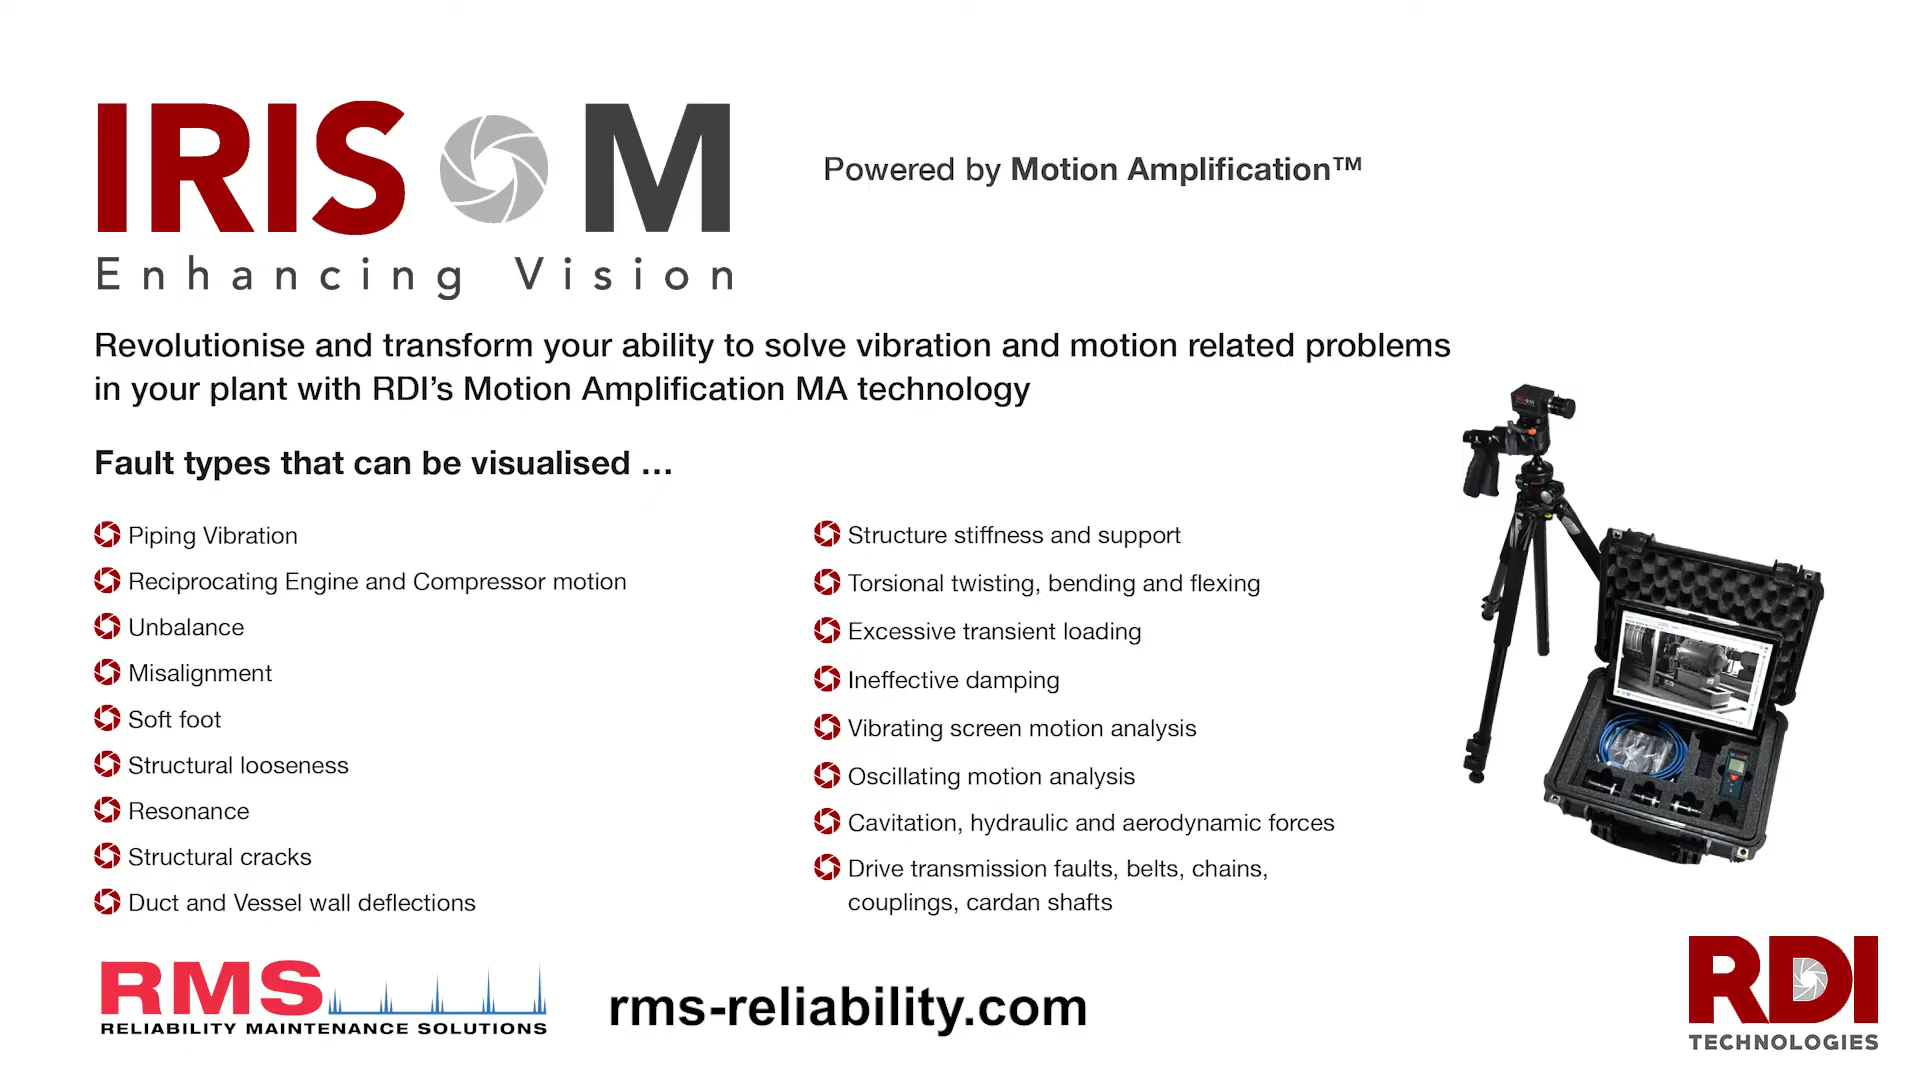 IRIS M
Enhancing Vision
Powered by Motion Amplification™
Revolutionise and transform your ability to solve vibration and motion related problems
in your plant with RDI’s Motion Amplification MA technology
Fault types that can be visualised …
Piping Vibration
Reciprocating Engine and Compressor motion
Unbalance
Misalignment
Soft foot
Structural looseness
Resonance
Structural cracks
Duct and Vessel wall deflections
Structure stiffness and support
Torsional twisting, bending and flexing
Excessive transient loading
Ineffective damping
Vibrating screen motion analysis
Oscillating motion analysis
Cavitation, hydraulic and aerodynamic forces
Drive transmission faults, belts, chains,
couplings, cardan shafts
RMS
RELIABILITY MAINTENANCE SOLUTIONS
rms-reliability.com
RDI
TECHNOLOGIES